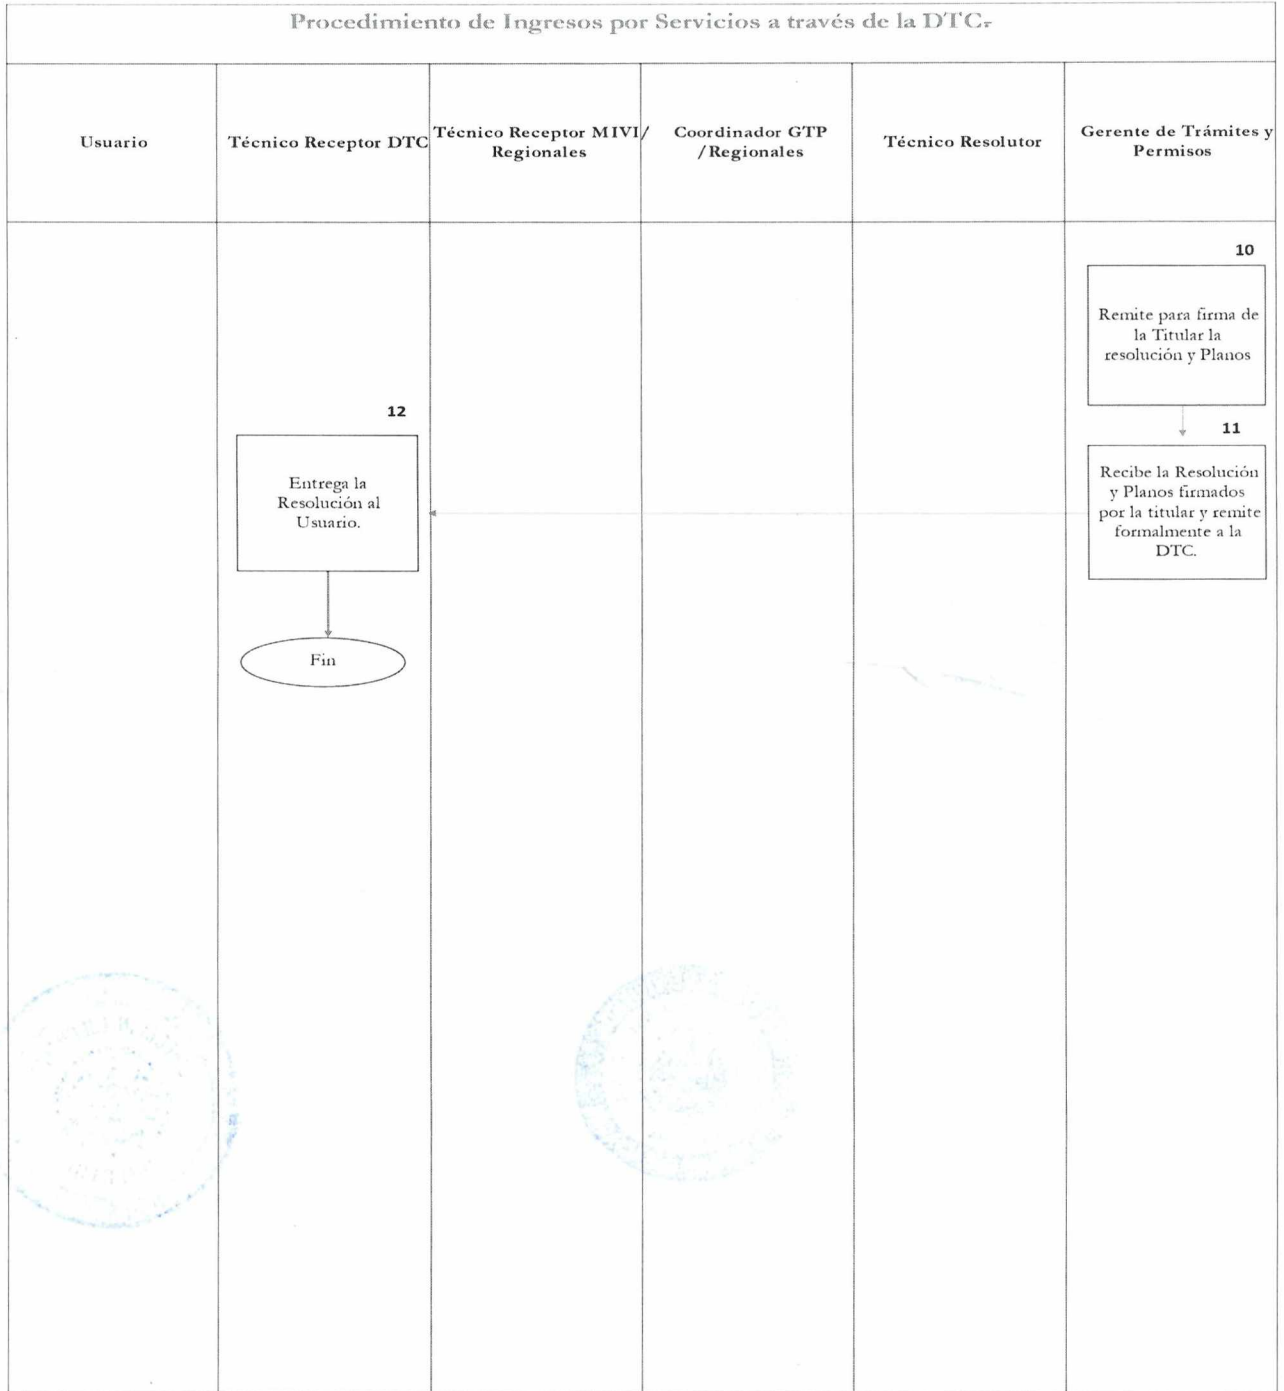 Procedimiento de Ingresos por Servicios a través de la DTC.
Usuario
Técnico Receptor DTC
Técnico Receptor MIVI/
Regionales
Coordinador GTP
/Regionales
Técnico Resolutor
Gerente de Trámites y
Permisos
10
Remite para firma de
la Titular la
resolución y Planos
11
Recibe la Resolución
y Planos firmados
por la titular y remite
formalmente a la
DTC.
12
Entrega la
Resolución al
Usuario.
Fin